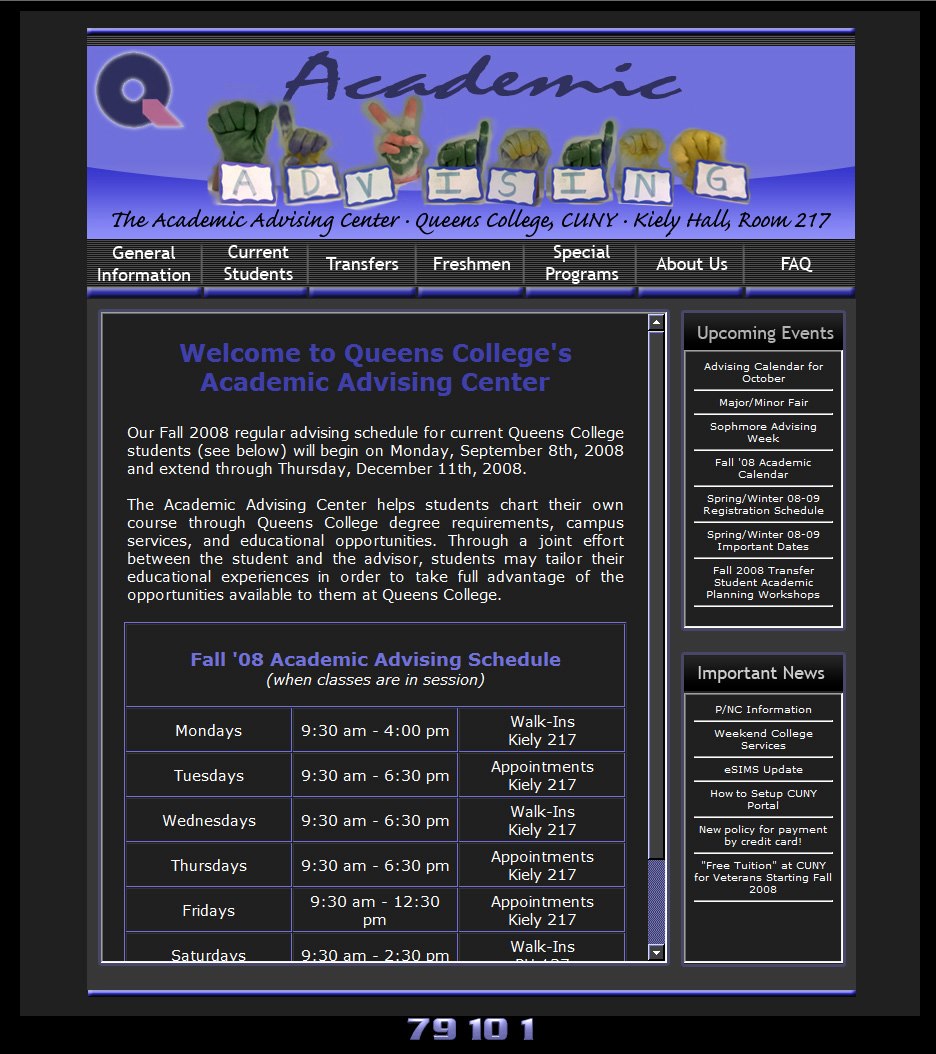 Academic
ADVISING
The Academic Advising Center · Queens College, CUNY · Kiely Hall, Room 217
General Information
Current Students
Transfers
Freshmen
Special Programs
About Us
FAQ
Welcome to Queens College's
Academic Advising Center
Our Fall 2008 regular advising schedule for current Queens College
students (see below) will begin on Monday, September 8th, 2008
and extend through Thursday, December 11th, 2008.
The Academic Advising Center helps students chart their own
course through Queens College degree requirements, campus
services, and educational opportunities. Through a joint effort
between the student and the advisor, students may tailor their
educational experiences in order to take full advantage of the
opportunities available to them at Queens College.
Fall '08 Academic Advising Schedule
(when classes are in session)
Mondays 9:30 am - 4:00 pm Walk-Ins
Kiely 217
Tuesdays 9:30 am - 6:30 pm Appointments
Kiely 217
Wednesdays 9:30 am - 6:30 pm Walk-Ins
Kiely 217
Thursdays 9:30 am - 6:30 pm Appointments
Kiely 217
Fridays 9:30 am - 12:30
pm Appointments
Kiely 217
Saturdays 9:30 am - 2:30 pm Walk-Ins
Upcoming Events
Advising Calendar for
October
Major/Minor Fair
Sophmore Advising
Week
Fall '08 Academic
Calendar
Spring/Winter 08-09
Registration Schedule
Spring/Winter 08-09
Important Dates
Fall 2008 Transfer
Student Academic
Planning Workshops
Important News
P/NC Information
Weekend College
Services
eSIMS Update
How to Setup CUNY
Portal
New policy for payment
by credit card!
"Free Tuition" at CUNY
for Veterans Starting Fall
2008
79 10 1